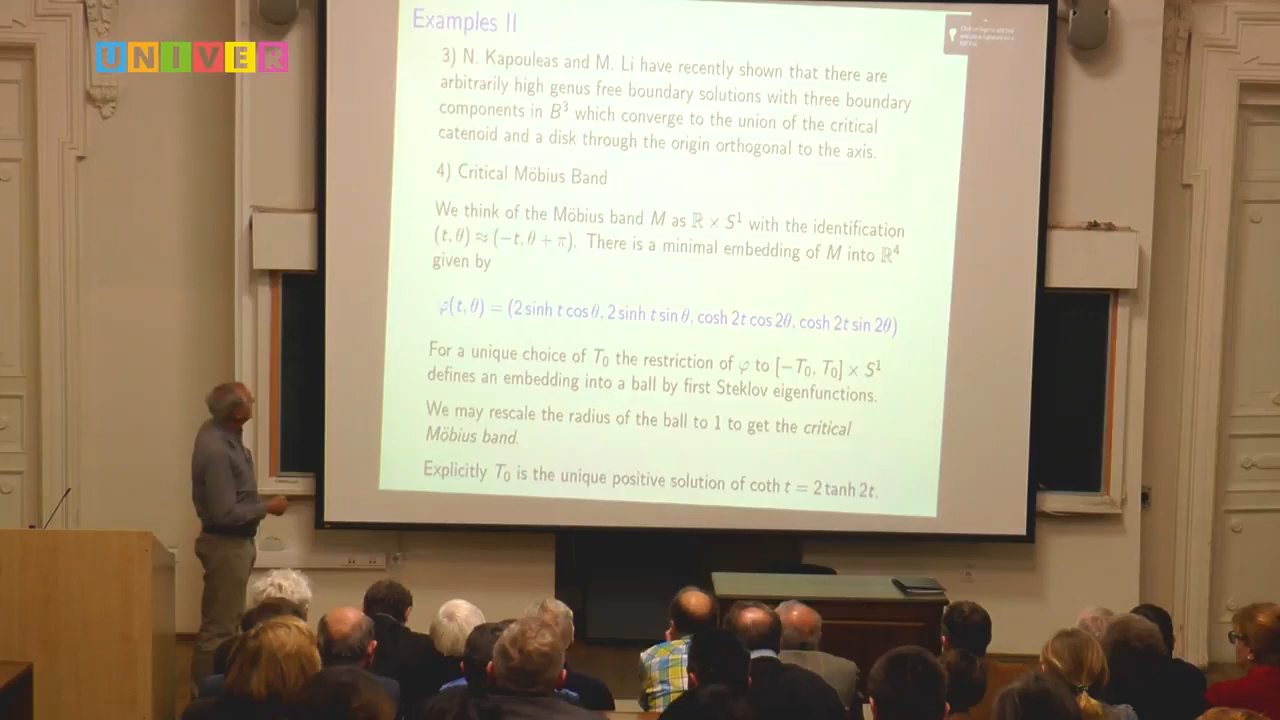 UNIVER
Examples II
3) N. Kapouleas and M. Li have recently shown that there are
arbitrarily high genus free boundary solutions with three boundary
components in B³ which converge to the union of the critical
catenoid and a disk through the origin orthogonal to the axis.
4) Critical Möbius Band
We think of the Möbius band M as ℝ × S¹ with the identification
(t, θ) ≈ (−t, θ + π). There is a minimal embedding of M into ℝ⁴
given by
φ(t, θ) = (2 sinh t cos θ, 2 sinh t sin θ, cosh 2t cos 2θ, cosh 2t sin 2θ)
For a unique choice of T₀ the restriction of φ to [−T₀, T₀] × S¹
defines an embedding into a ball by first Steklov eigenfunctions.
We may rescale the radius of the ball to 1 to get the critical
Möbius band.
Explicitly T₀ is the unique positive solution of coth t = 2 tanh 2t.